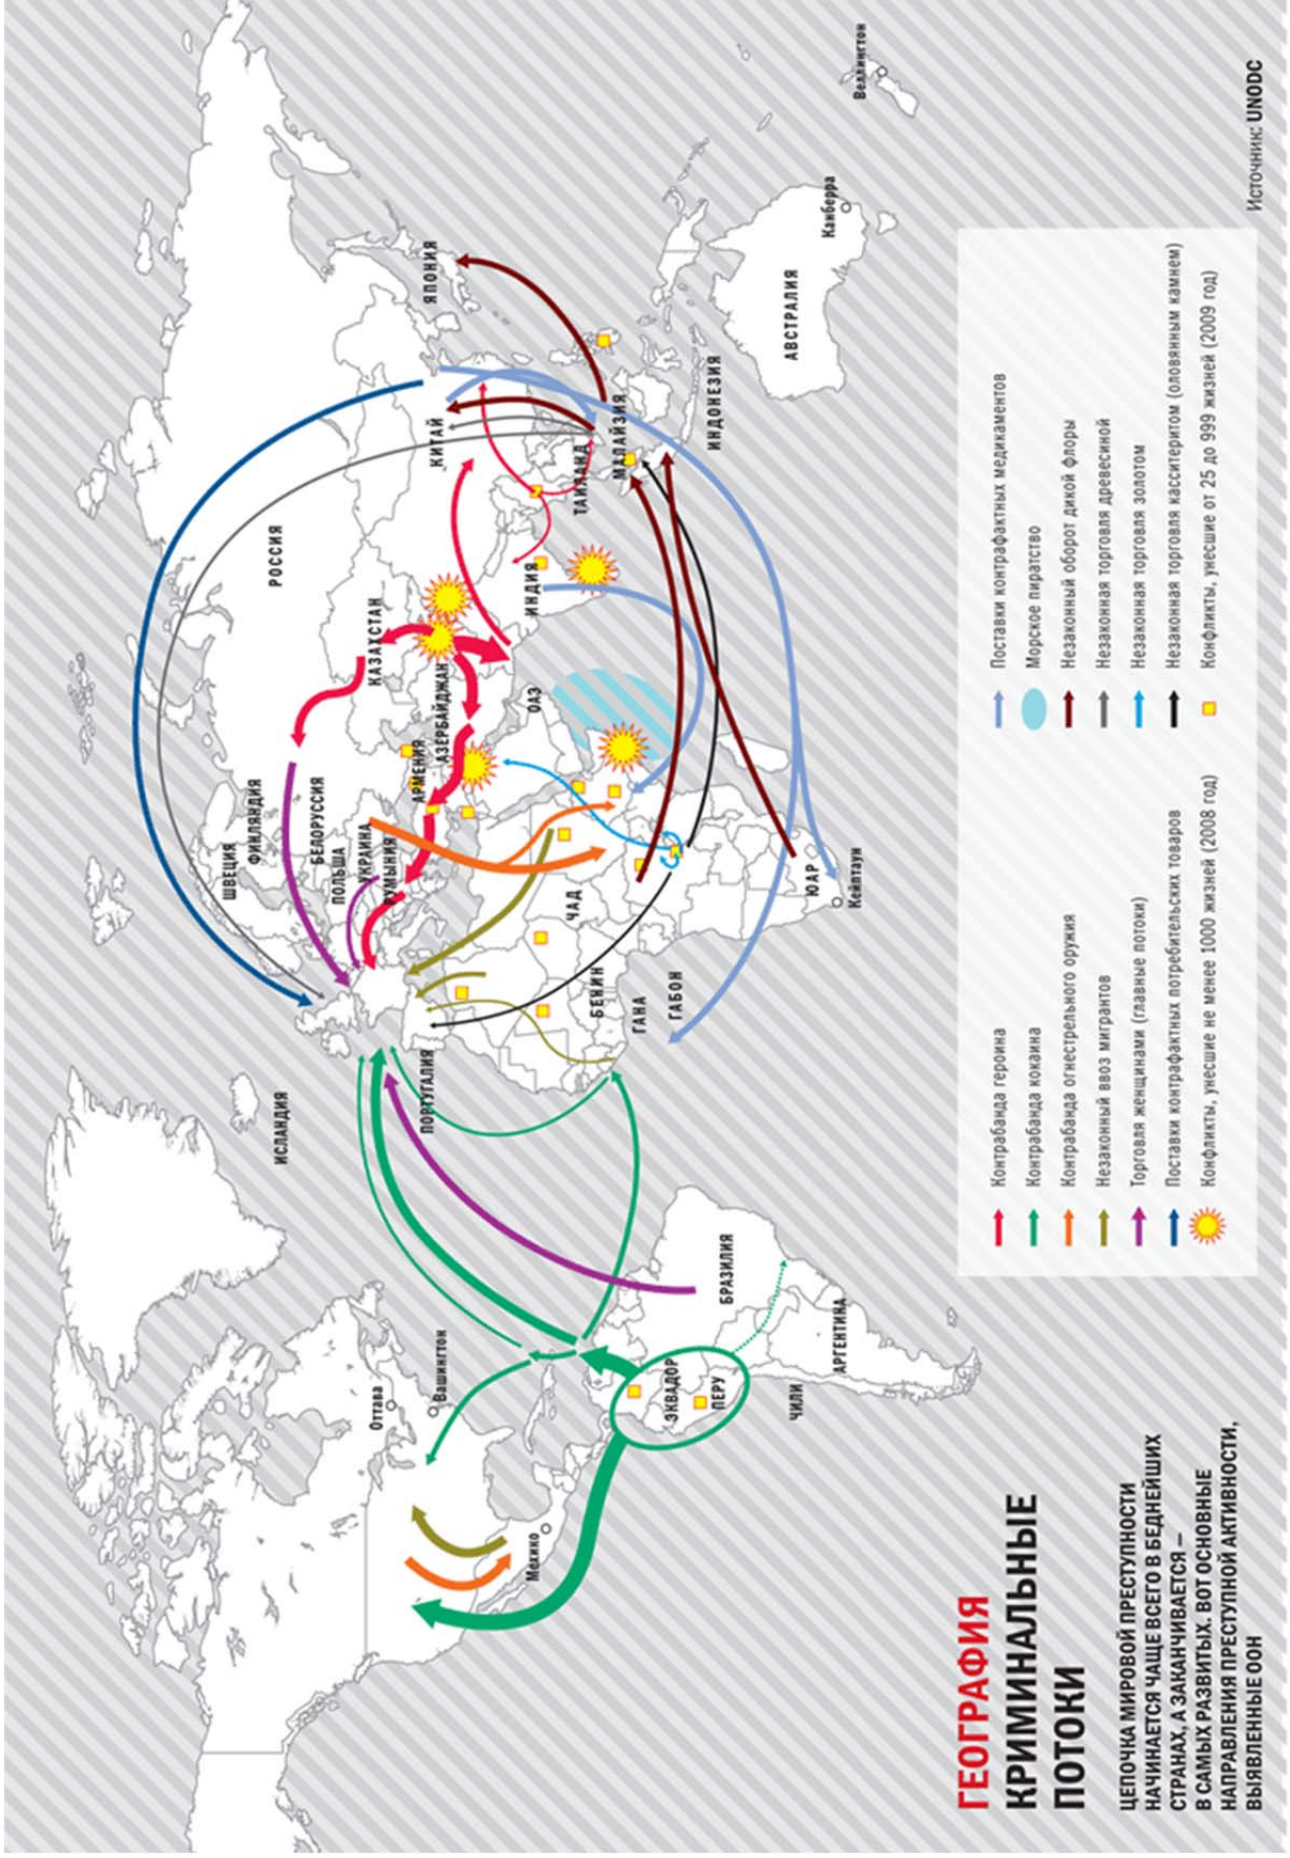 ГЕОГРАФИЯ
КРИМИНАЛЬНЫЕ
ПОТОКИ
ЦЕПОЧКА МИРОВОЙ ПРЕСТУПНОСТИ
НАЧИНАЕТСЯ ЧАЩЕ ВСЕГО В БЕДНЕЙШИХ
СТРАНАХ, А ЗАКАНЧИВАЕТСЯ —
В САМЫХ РАЗВИТЫХ. ВОТ ОСНОВНЫЕ
НАПРАВЛЕНИЯ ПРЕСТУПНОЙ АКТИВНОСТИ,
ВЫЯВЛЕННЫЕ ООН
Оттава
Вашингтон
Мехико
ЭКВАДОР
ПЕРУ
БРАЗИЛИЯ
ЧИЛИ
АРГЕНТИНА
ИСЛАНДИЯ
ПОРТУГАЛИЯ
ШВЕЦИЯ
ФИНЛЯНДИЯ
БЕЛОРУССИЯ
ПОЛЬША
УКРАИНА
РУМЫНИЯ
АРМЕНИЯ
АЗЕРБАЙДЖАН
КАЗАХСТАН
РОССИЯ
КИТАЙ
ЯПОНИЯ
ОАЭ
ИНДИЯ
ТАИЛАНД
МАЛАЙЗИЯ
ИНДОНЕЗИЯ
ЧАД
БЕНИН
ГАНА
ГАБОН
ЮАР
Кейптаун
АВСТРАЛИЯ
Канберра
Веллингтон
Контрабанда героина
Контрабанда кокаина
Контрабанда огнестрельного оружия
Незаконный ввоз мигрантов
Торговля женщинами (главные потоки)
Поставки контрафактных потребительских товаров
Конфликты, унесшие не менее 1000 жизней (2008 год)
Поставки контрафактных медикаментов
Морское пиратство
Незаконный оборот дикой флоры
Незаконная торговля древесиной
Незаконная торговля золотом
Незаконная торговля касситеритом (оловянным камнем)
Конфликты, унесшие от 25 до 999 жизней (2009 год)
Источник: UNODC